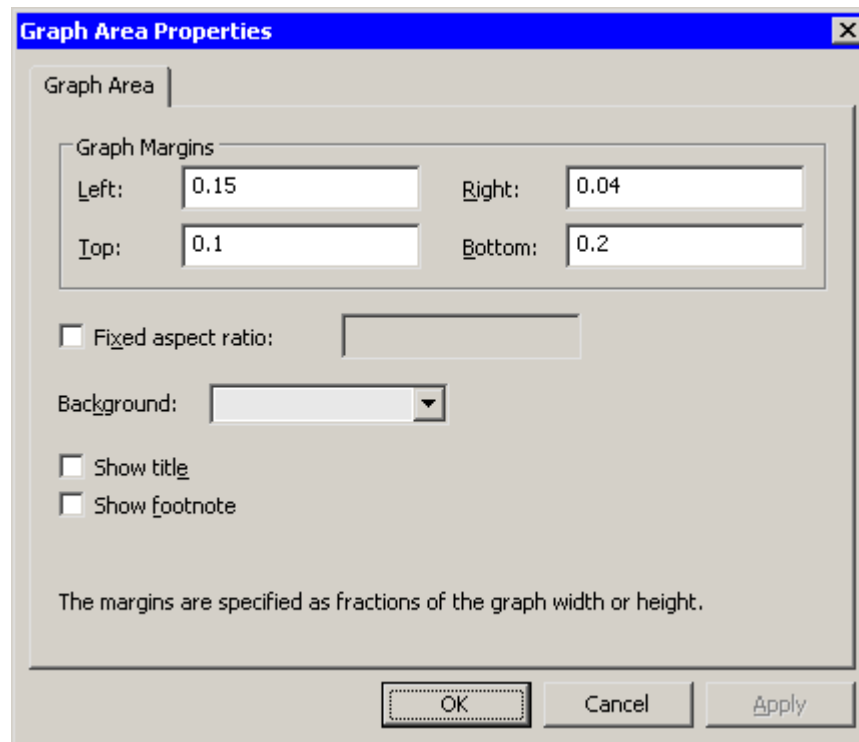 Graph Area Properties
Graph Area
Graph Margins
Left: 0.15 Right: 0.04
Top: 0.1 Bottom: 0.2
Fixed aspect ratio:
Background:
Show title
Show footnote
The margins are specified as fractions of the graph width or height.
OK Cancel Apply